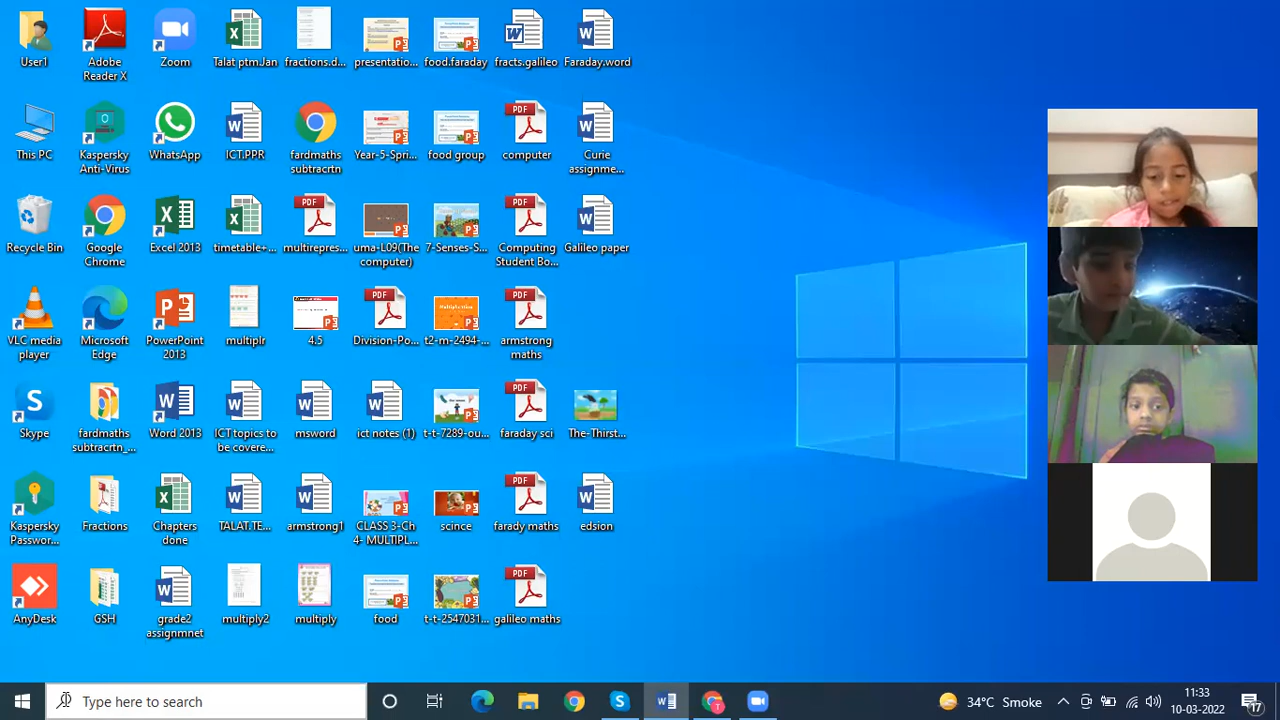 User1
Adobe
Reader X
Zoom
Talat ptm.Jan
fractions.d...
presentatio...
food.faraday
fracts.galileo
Faraday.word
This PC
Kaspersky
Anti-Virus
WhatsApp
ICT.PPR
fardmaths
subtracrtn
Year-5-Spri...
food group
computer
Curie
assignme...
Recycle Bin
Google
Chrome
Excel 2013
timetable+...
multirepres...
uma-L09(The
computer)
7-Senses-S...
Computing
Student Bo...
Galileo paper
VLC media
player
Microsoft
Edge
PowerPoint
2013
multiplr
4.5
Division-Po...
t2-m-2494-...
armstrong
maths
Skype
fardmaths
subtracrtn_...
Word 2013
ICT topics to
be covere...
msword
ict notes (1)
t-t-7289-ou...
faraday sci
The-Thirst...
Kaspersky
Passwor...
Fractions
Chapters
done
TALAT.TE...
armstrong1
CLASS 3-Ch
4- MULTIPL...
scince
farady maths
edsion
AnyDesk
GSH
grade2
assignmnet
multiply2
multiply
food
t-t-2547031...
galileo maths
Type here to search
34°C Smoke
11:33
10-03-2022
17